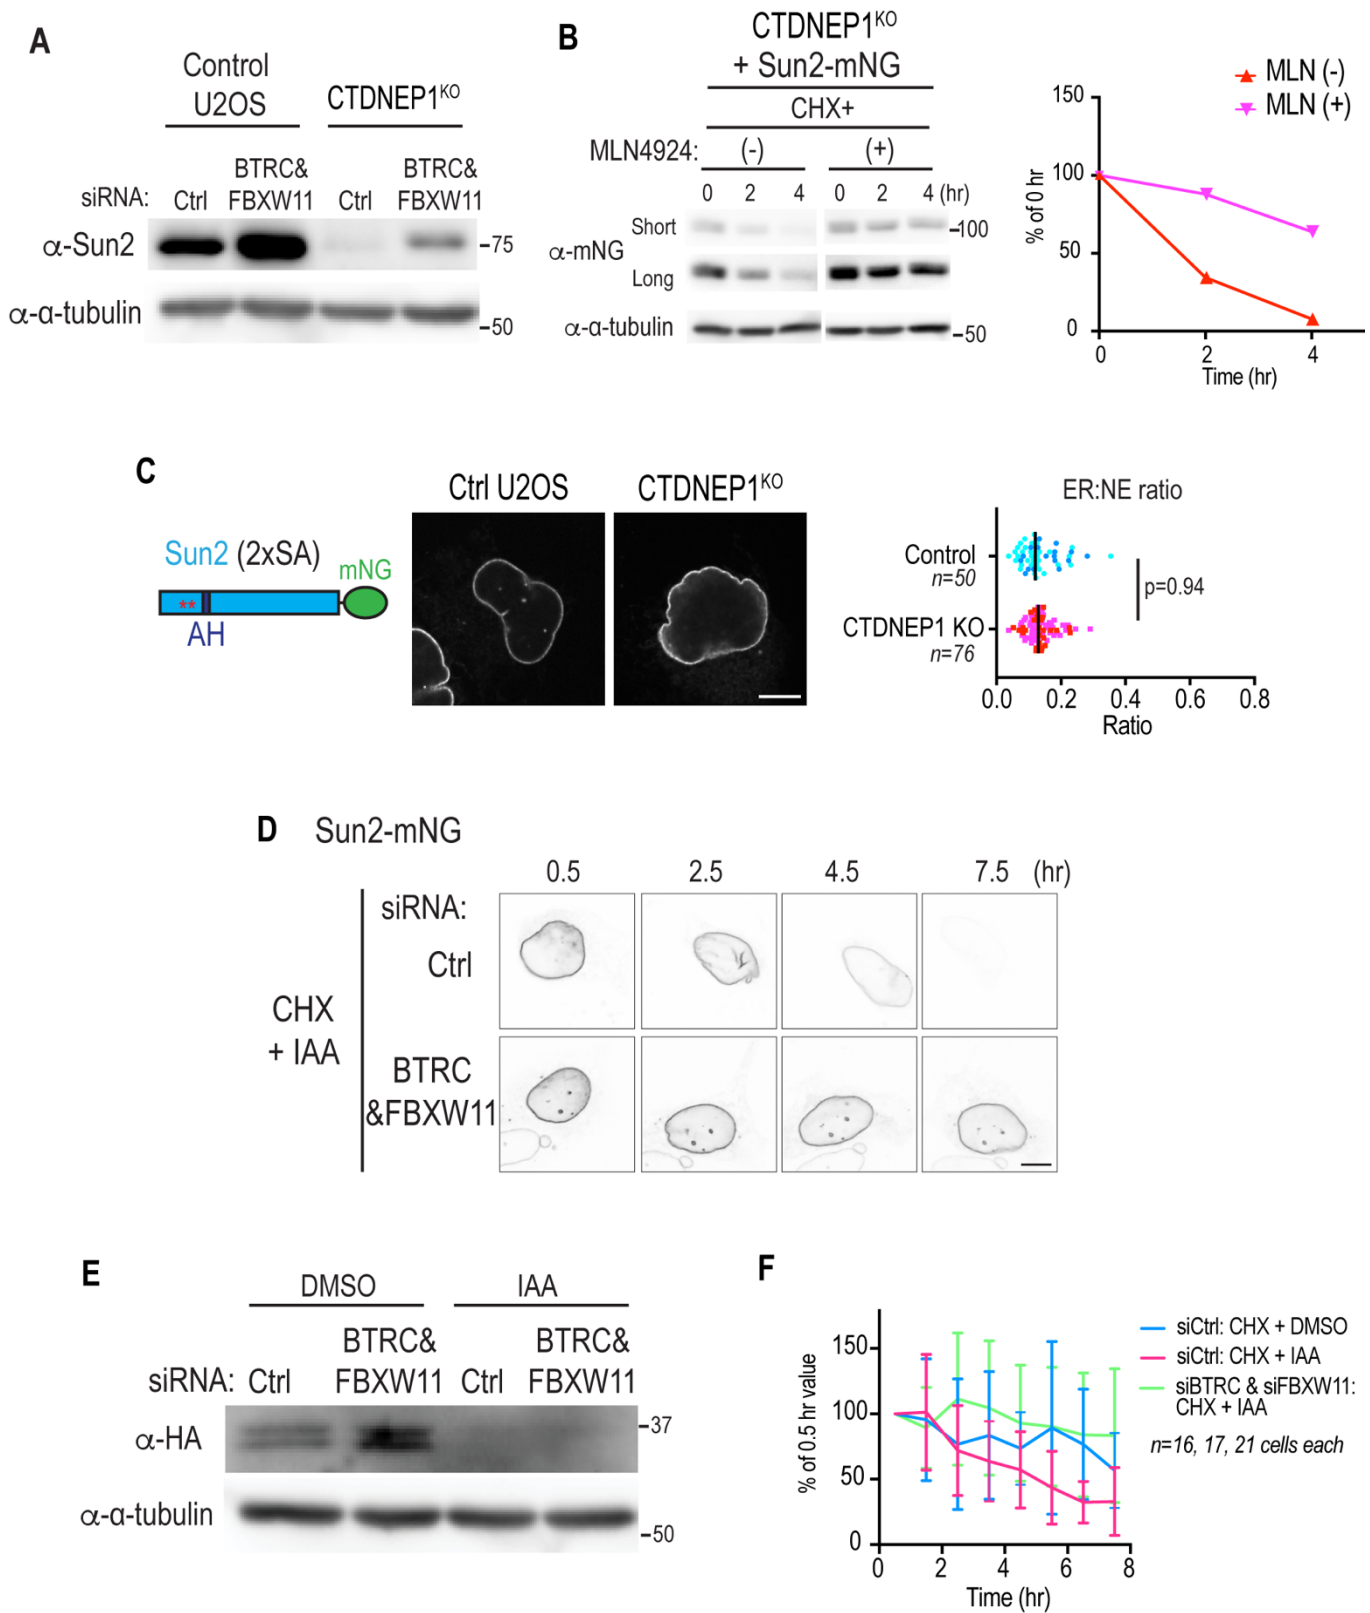 A
Control
U2OS
CTDNEP1KO
siRNA:
Ctrl
BTRC&
FBXW11
Ctrl
BTRC&
FBXW11
α-Sun2
–75
α-α-tubulin
–50
B
CTDNEP1KO
+ Sun2-mNG
CHX+
MLN4924: (-) (+)
0 2 4 0 2 4 (hr)
Short
–100
α-mNG
Long
α-α-tubulin
–50
MLN (-)
MLN (+)
150
100
50
0
% of 0 hr
0 2 4
Time (hr)
C
Sun2 (2xSA)
mNG
**
AH
Ctrl U2OS
CTDNEP1KO
ER:NE ratio
Control
n=50
p=0.94
CTDNEP1 KO
n=76
0.0 0.2 0.4 0.6 0.8
Ratio
D
Sun2-mNG
0.5 2.5 4.5 7.5 (hr)
siRNA:
Ctrl
CHX
+ IAA
BTRC
&FBXW11
E
DMSO IAA
siRNA:
Ctrl
BTRC&
FBXW11
Ctrl
BTRC&
FBXW11
α-HA
–37
α-α-tubulin
–50
F
% of 0.5 hr value
150
100
50
0
0 2 4 6 8
Time (hr)
siCtrl: CHX + DMSO
siCtrl: CHX + IAA
siBTRC & siFBXW11:
CHX + IAA
n=16, 17, 21 cells each